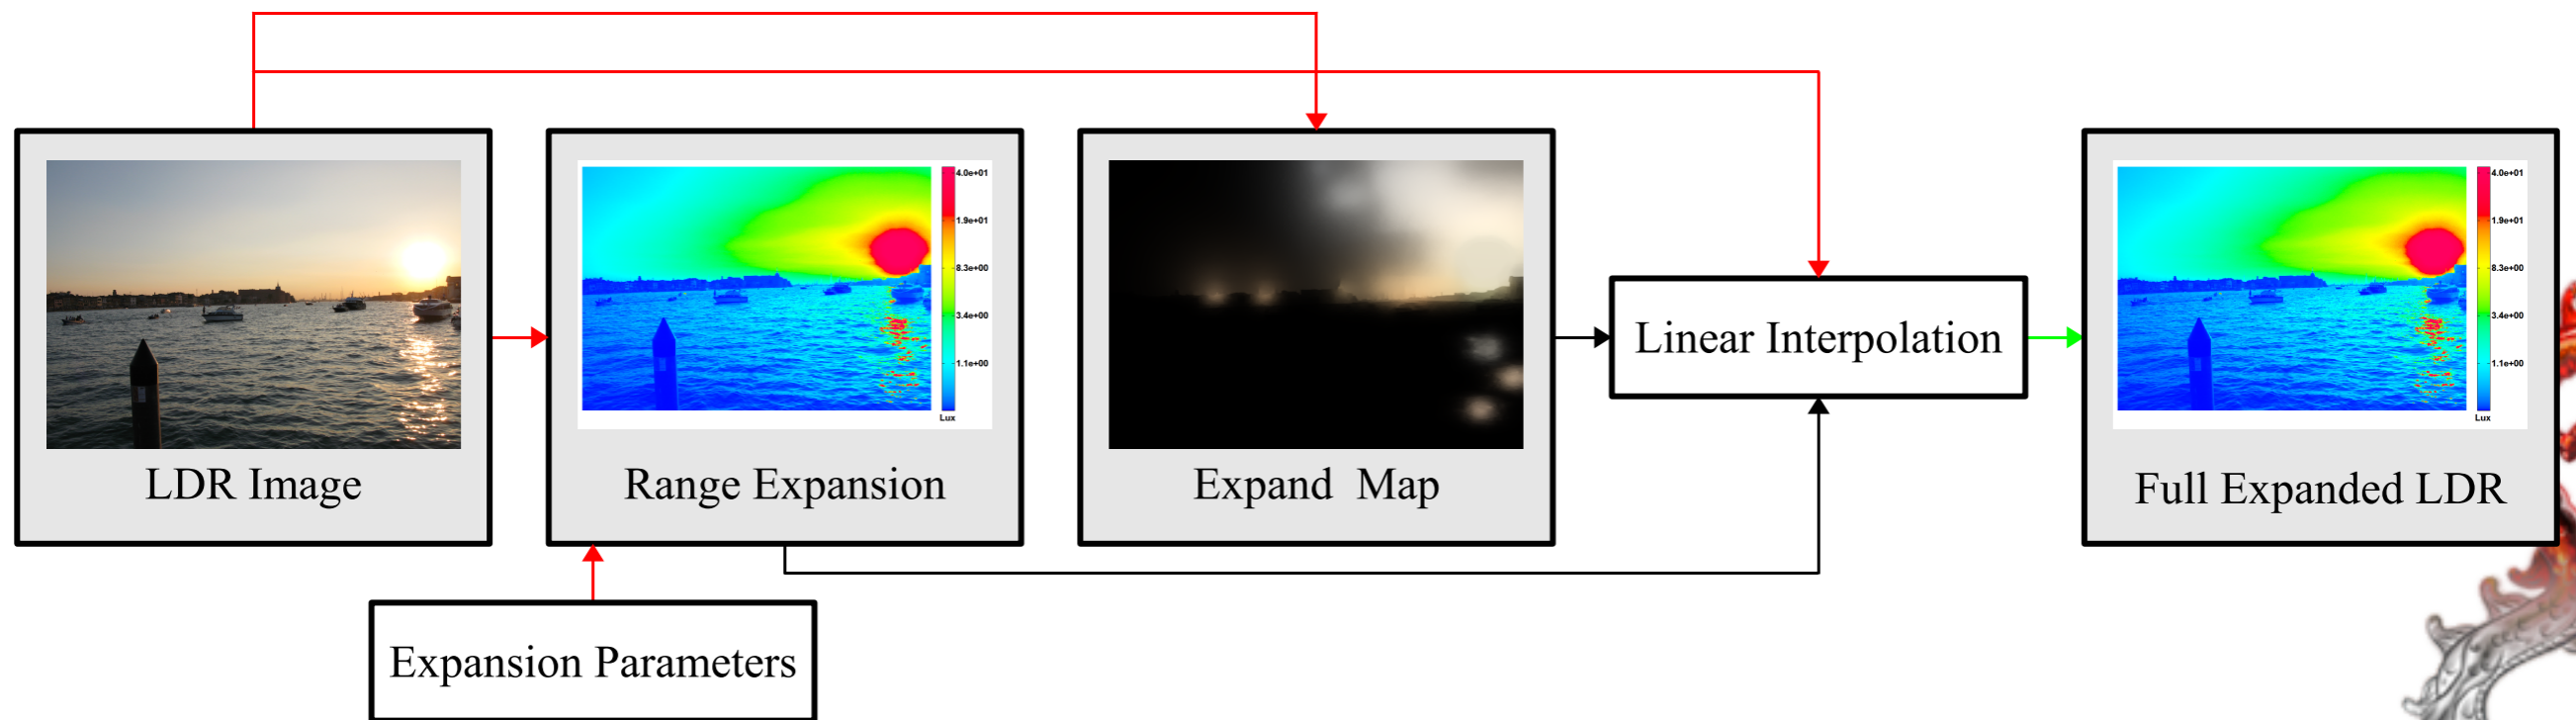 4.0e+01
1.9e+01
8.3e+00
3.4e+00
1.1e+00
Lux
LDR Image
Range Expansion
Expand Map
Linear Interpolation
4.0e+01
1.9e+01
8.3e+00
3.4e+00
1.1e+00
Lux
Full Expanded LDR
Expansion Parameters